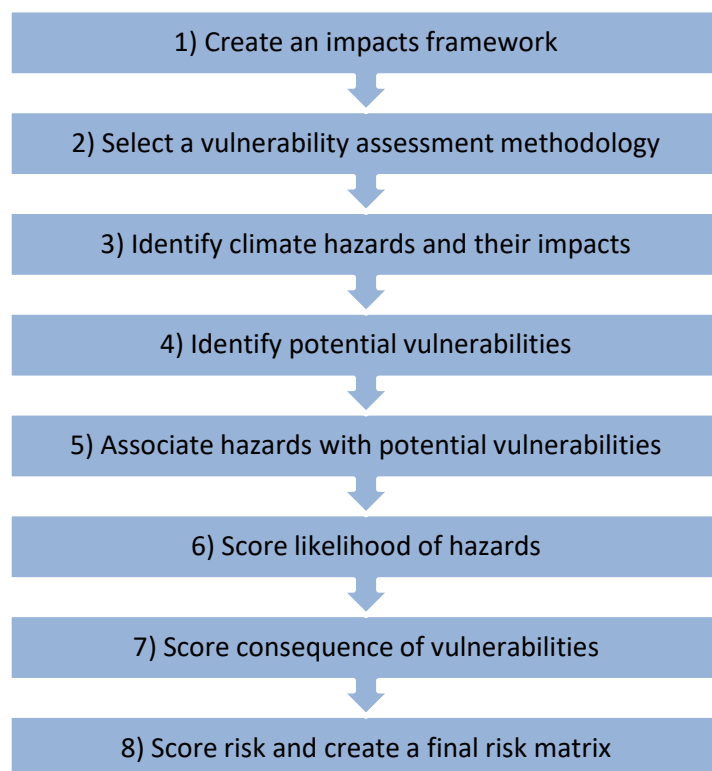 1) Create an impacts framework
2) Select a vulnerability assessment methodology
3) Identify climate hazards and their impacts
4) Identify potential vulnerabilities
5) Associate hazards with potential vulnerabilities
6) Score likelihood of hazards
7) Score consequence of vulnerabilities
8) Score risk and create a final risk matrix